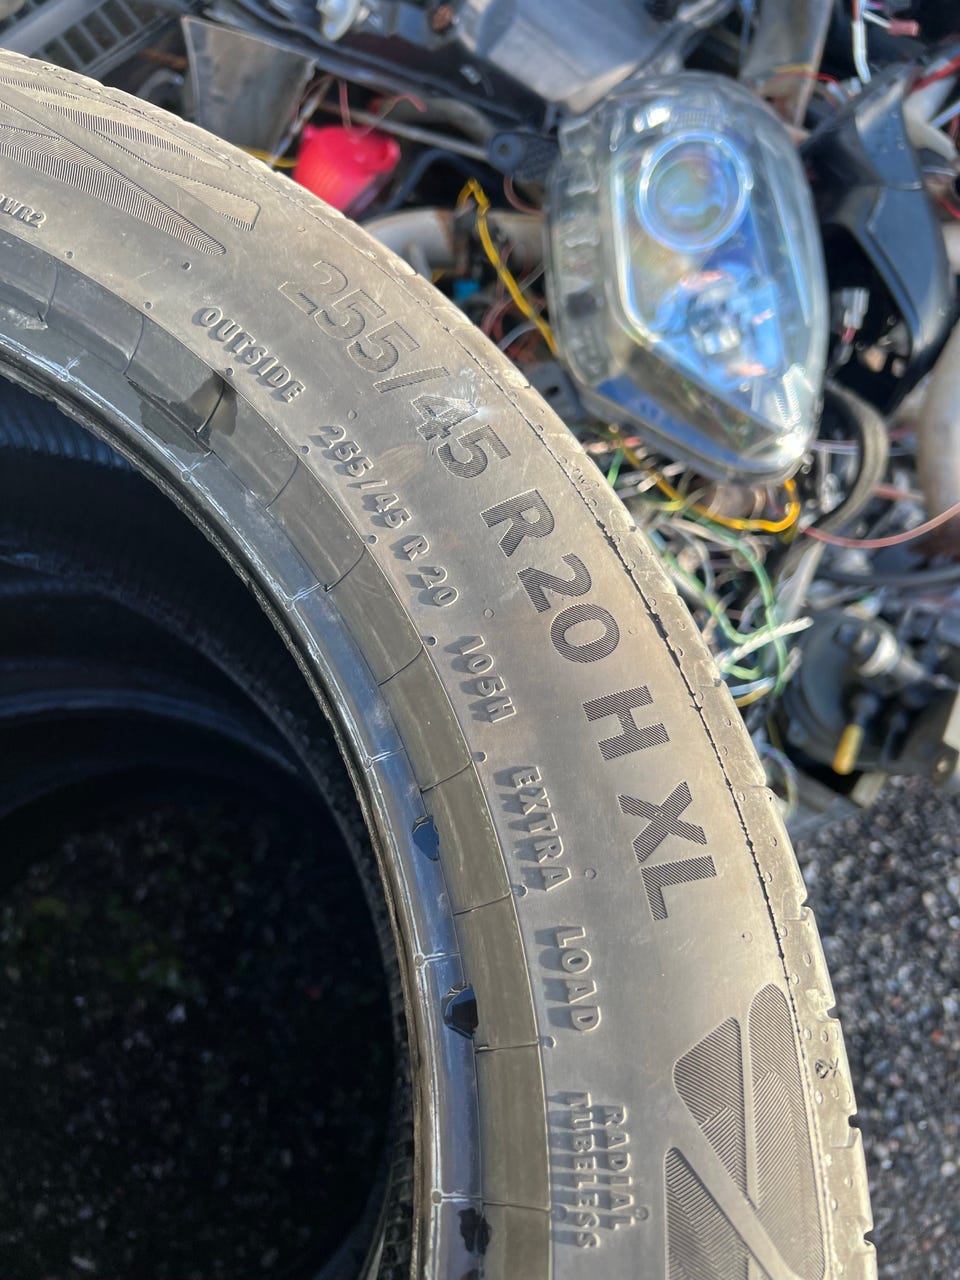 255/45 R20 H XL
OUTSIDE 255/45 R 20 105H EXTRA LOAD RADIAL
TUBELESS